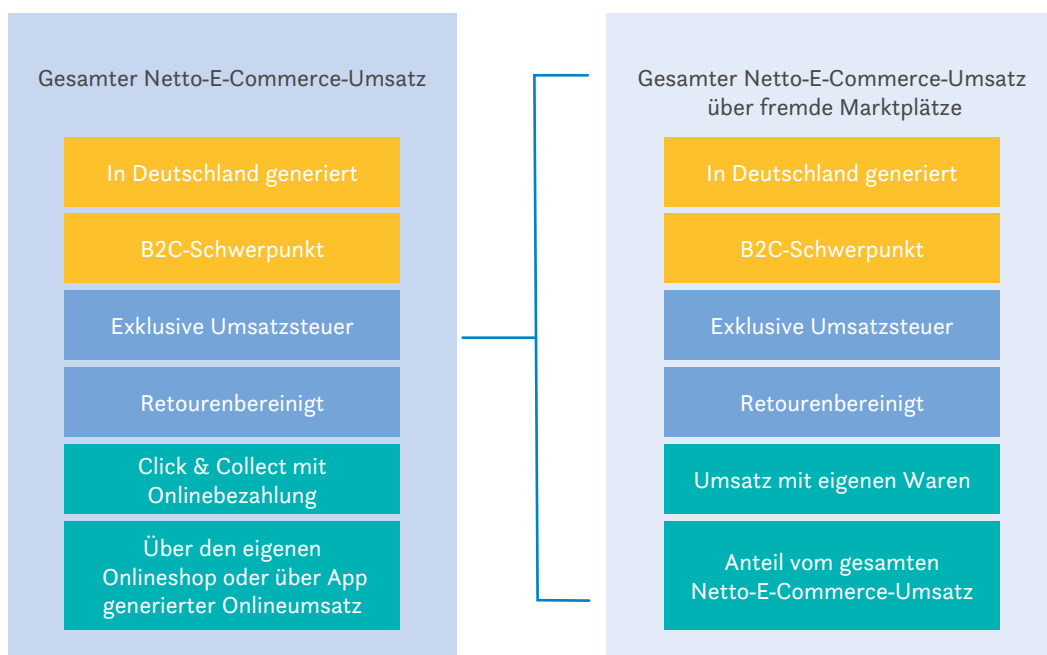 Gesamter Netto-E-Commerce-Umsatz
In Deutschland generiert
B2C-Schwerpunkt
Exklusive Umsatzsteuer
Retourenbereinigt
Click & Collect mit
Onlinebezahlung
Über den eigenen
Onlineshop oder über App
generierter Onlineumsatz
Gesamter Netto-E-Commerce-Umsatz
über fremde Marktplätze
In Deutschland generiert
B2C-Schwerpunkt
Exklusive Umsatzsteuer
Retourenbereinigt
Umsatz mit eigenen Waren
Anteil vom gesamten
Netto-E-Commerce-Umsatz